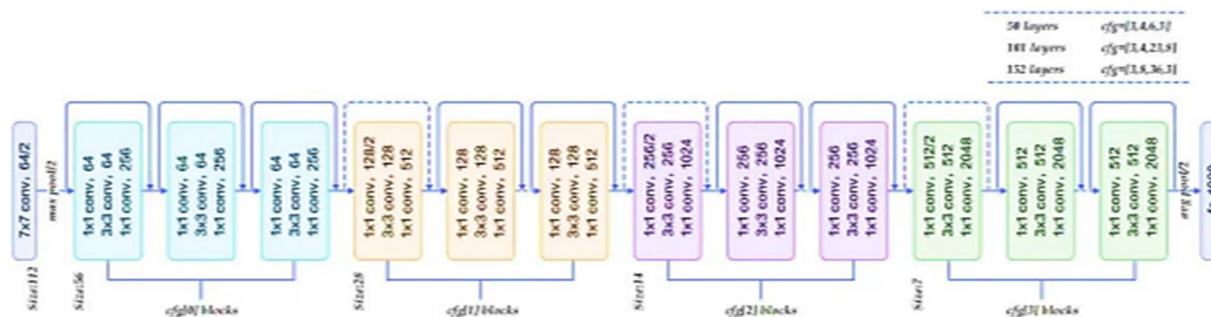 50 layers cfg=[3,4,6,3]
101 layers cfg=[3,4,23,8]
152 layers cfg=[3,8,36,3]
7x7 conv, 64/2
max pool/2
1x1 conv, 64
3x3 conv, 64
1x1 conv, 256
1x1 conv, 64
3x3 conv, 64
1x1 conv, 256
1x1 conv, 64
3x3 conv, 64
1x1 conv, 256
1x1 conv, 128/2
3x3 conv, 128
1x1 conv, 512
1x1 conv, 128
3x3 conv, 128
1x1 conv, 512
1x1 conv, 128
3x3 conv, 128
1x1 conv, 512
1x1 conv, 256/2
3x3 conv, 256
1x1 conv, 1024
1x1 conv, 256
3x3 conv, 256
1x1 conv, 1024
1x1 conv, 256
3x3 conv, 256
1x1 conv, 1024
1x1 conv, 512/2
3x3 conv, 512
1x1 conv, 2048
1x1 conv, 512
3x3 conv, 512
1x1 conv, 2048
1x1 conv, 512
3x3 conv, 512
1x1 conv, 2048
avg pool/2
Size:112
Size:56
cfg[0] blocks
Size:28
cfg[1] blocks
Size:14
cfg[2] blocks
Size:7
cfg[3] blocks